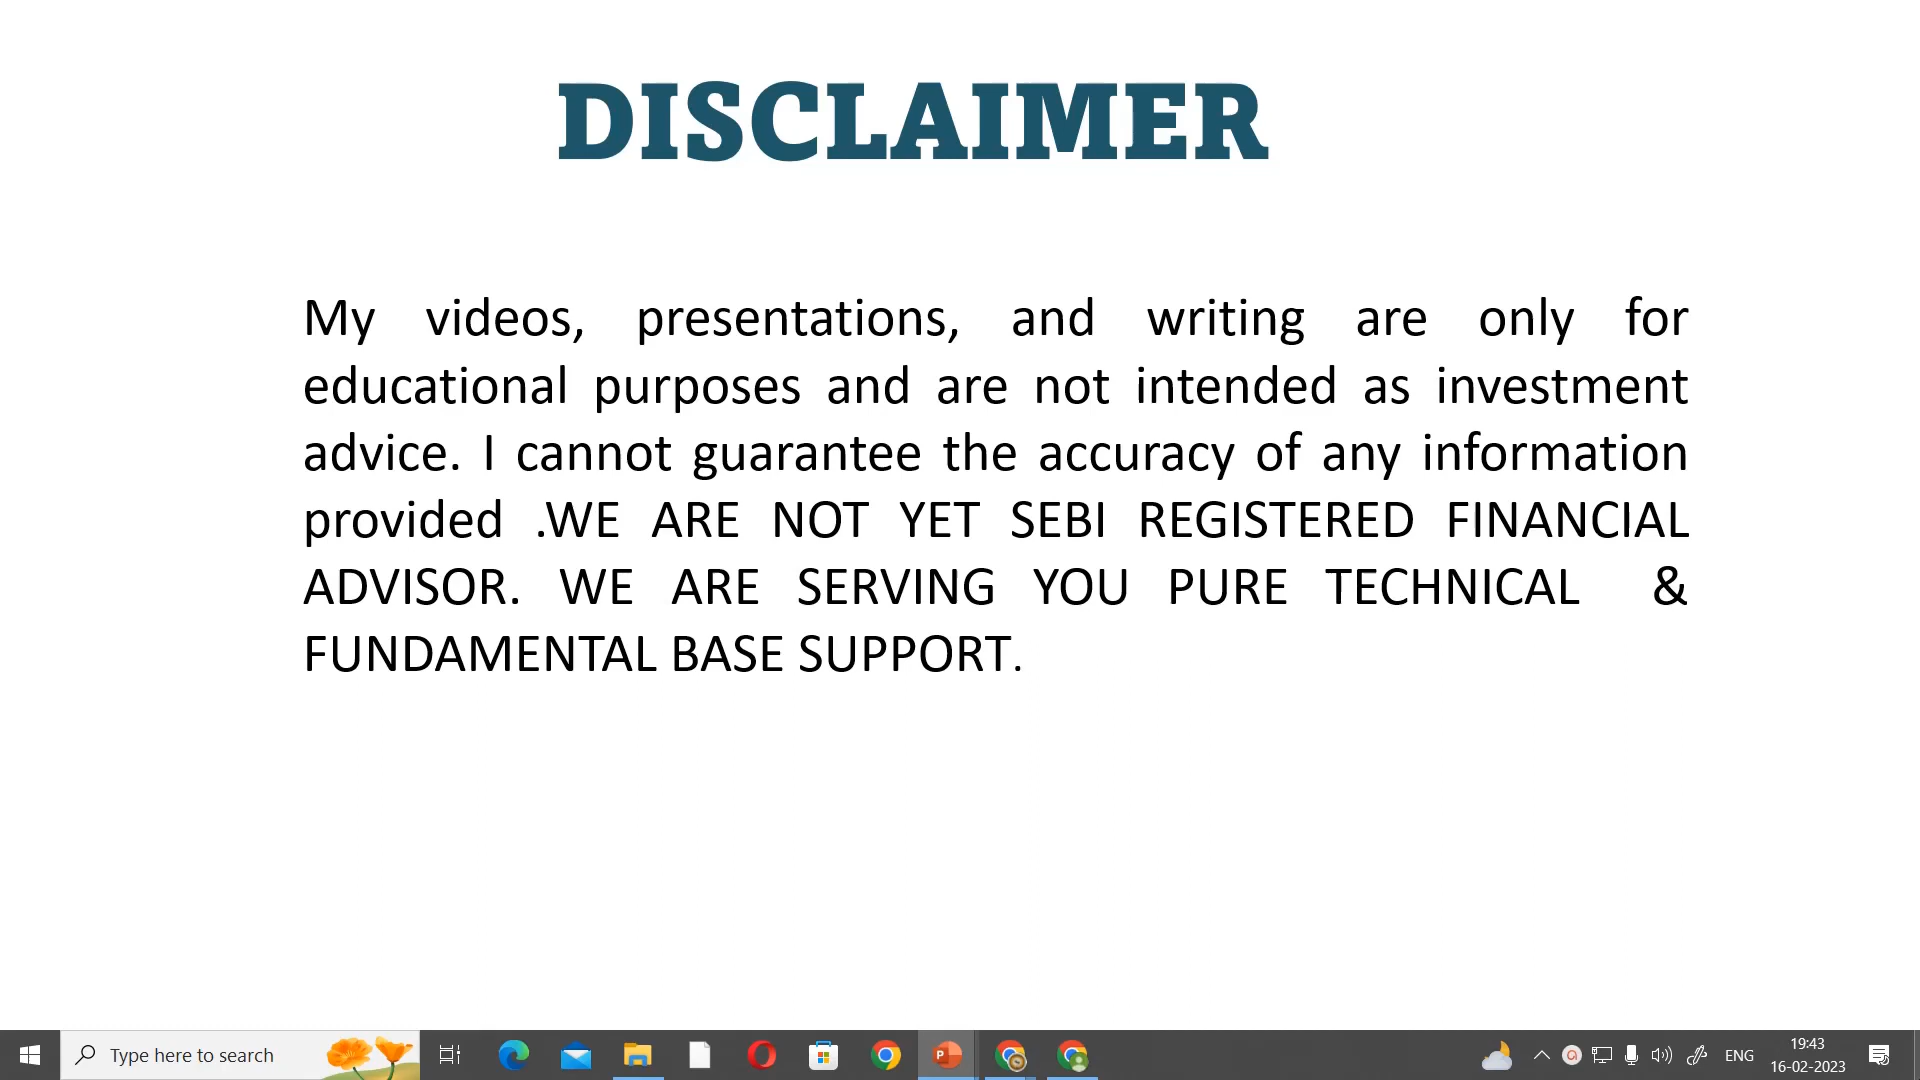 DISCLAIMER
My videos, presentations, and writing are only for
educational purposes and are not intended as investment
advice. I cannot guarantee the accuracy of any information
provided .WE ARE NOT YET SEBI REGISTERED FINANCIAL
ADVISOR. WE ARE SERVING YOU PURE TECHNICAL &
FUNDAMENTAL BASE SUPPORT.
Type here to search
ENG
19:43
16-02-2023